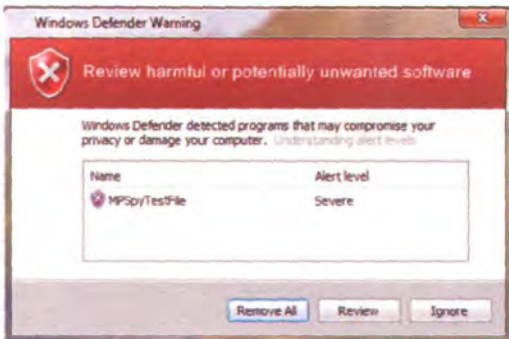 Windows Defender Warning
Review harmful or potentially unwanted software
Windows Defender detected programs that may compromise your
privacy or damage your computer. Understanding alert levels
Name Alert level
MPSpyTestFile Severe
Remove All Review Ignore